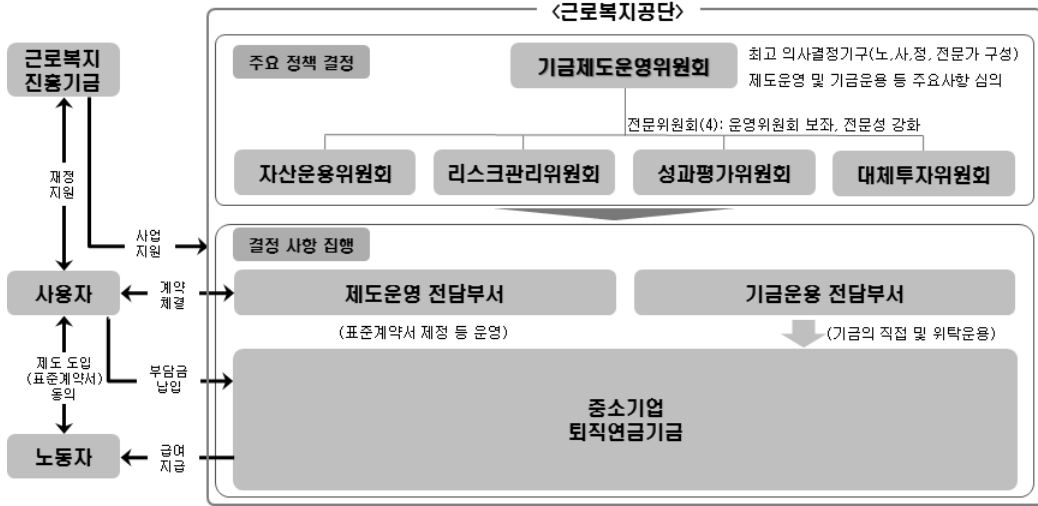 <근로복지공단>
근로복지
진흥기금
주요 정책 결정
기금제도운영위원회
최고 의사결정기구(노,사,정, 전문가 구성)
제도운영 및 기금운용 등 주요사항 심의
전문위원회(4): 운영위원회 보좌, 전문성 강화
자산운용위원회
리스크관리위원회
성과평가위원회
대체투자위원회
재정
지원
사업
지원
결정 사항 집행
사용자
계약
체결
제도운영 전담부서
기금운용 전담부서
(표준계약서 제정 등 운영)
(기금의 직접 및 위탁운용)
제도 도입
(표준계약서)
동의
부담금
납입
중소기업
퇴직연금기금
노동자
급여
지급